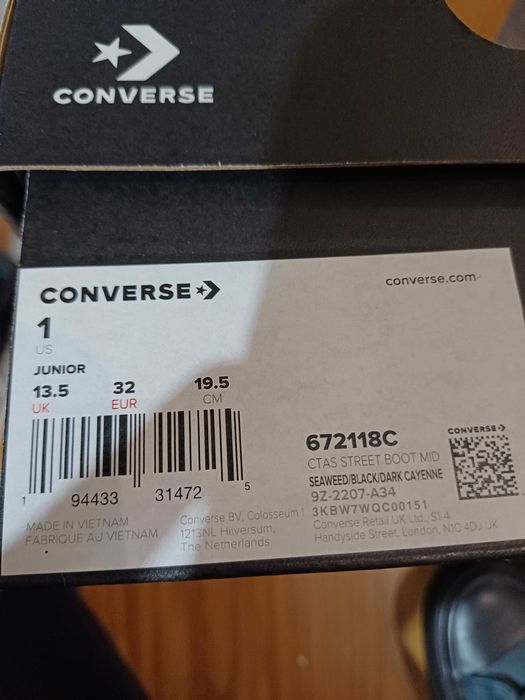 CONVERSE
CONVERSE
converse.com
1
US
JUNIOR
13.5 32 19.5
UK EUR CM
672118C
CTAS STREET BOOT MID
SEAWEED/BLACK/DARK CAYENNE
9Z-2207-A34
3KBW7WQC00151
CONVERSE
1 94433 31472 5
MADE IN VIETNAM
FABRIQUE AU VIETNAM
Converse BV, Colosseum 1
1213NL Hilversum,
The Netherlands
Converse Retail UK Ltd., S1-4
Handyside Street, London, N1C 4DJ UK